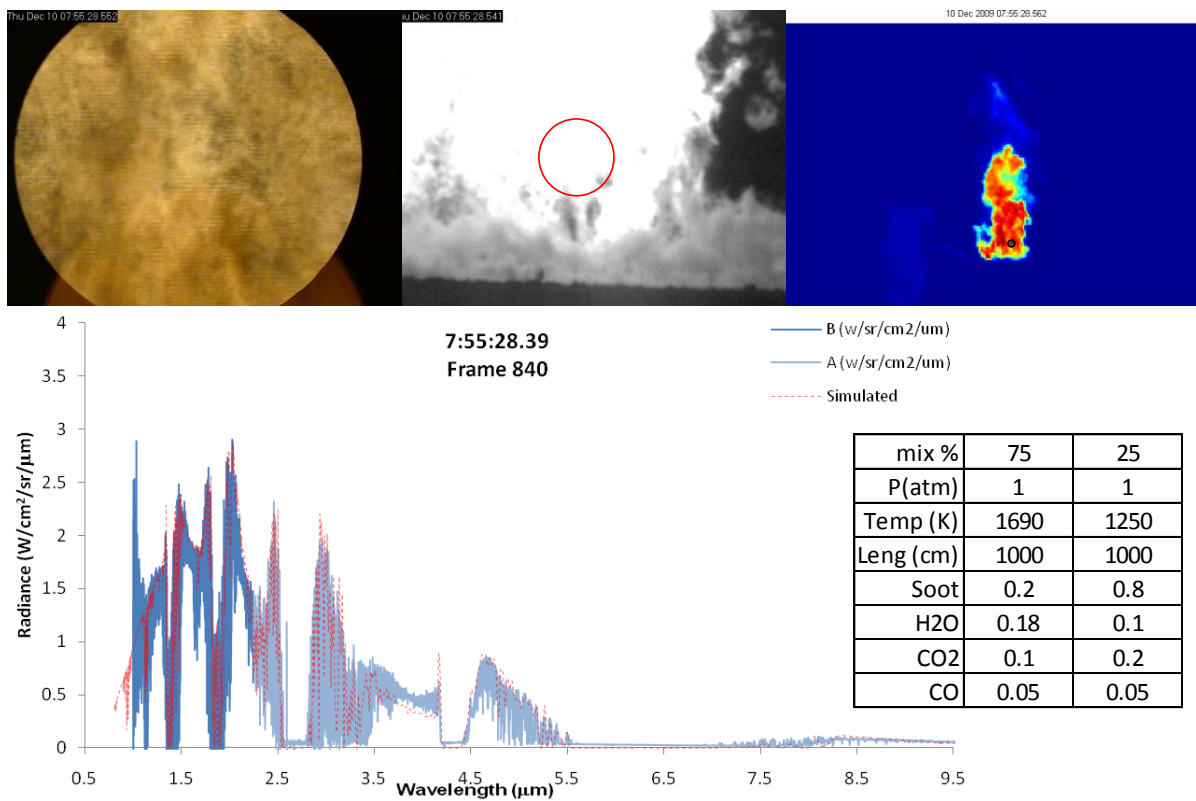 Thu Dec 10 07:55:28.552
u Dec 10 07:55:28.541
10 Dec 2009 07:55:28.562
7:55:28.39
Frame 840
B (w/sr/cm2/um)
A (w/sr/cm2/um)
Simulated
Radiance (W/cm²/sr/µm)
4
3.5
3
2.5
2
1.5
1
0.5
0
0.5 1.5 2.5 3.5 4.5 5.5 6.5 7.5 8.5 9.5
Wavelength (µm)
mix % 75 25
P(atm) 1 1
Temp (K) 1690 1250
Leng (cm) 1000 1000
Soot 0.2 0.8
H2O 0.18 0.1
CO2 0.1 0.2
CO 0.05 0.05